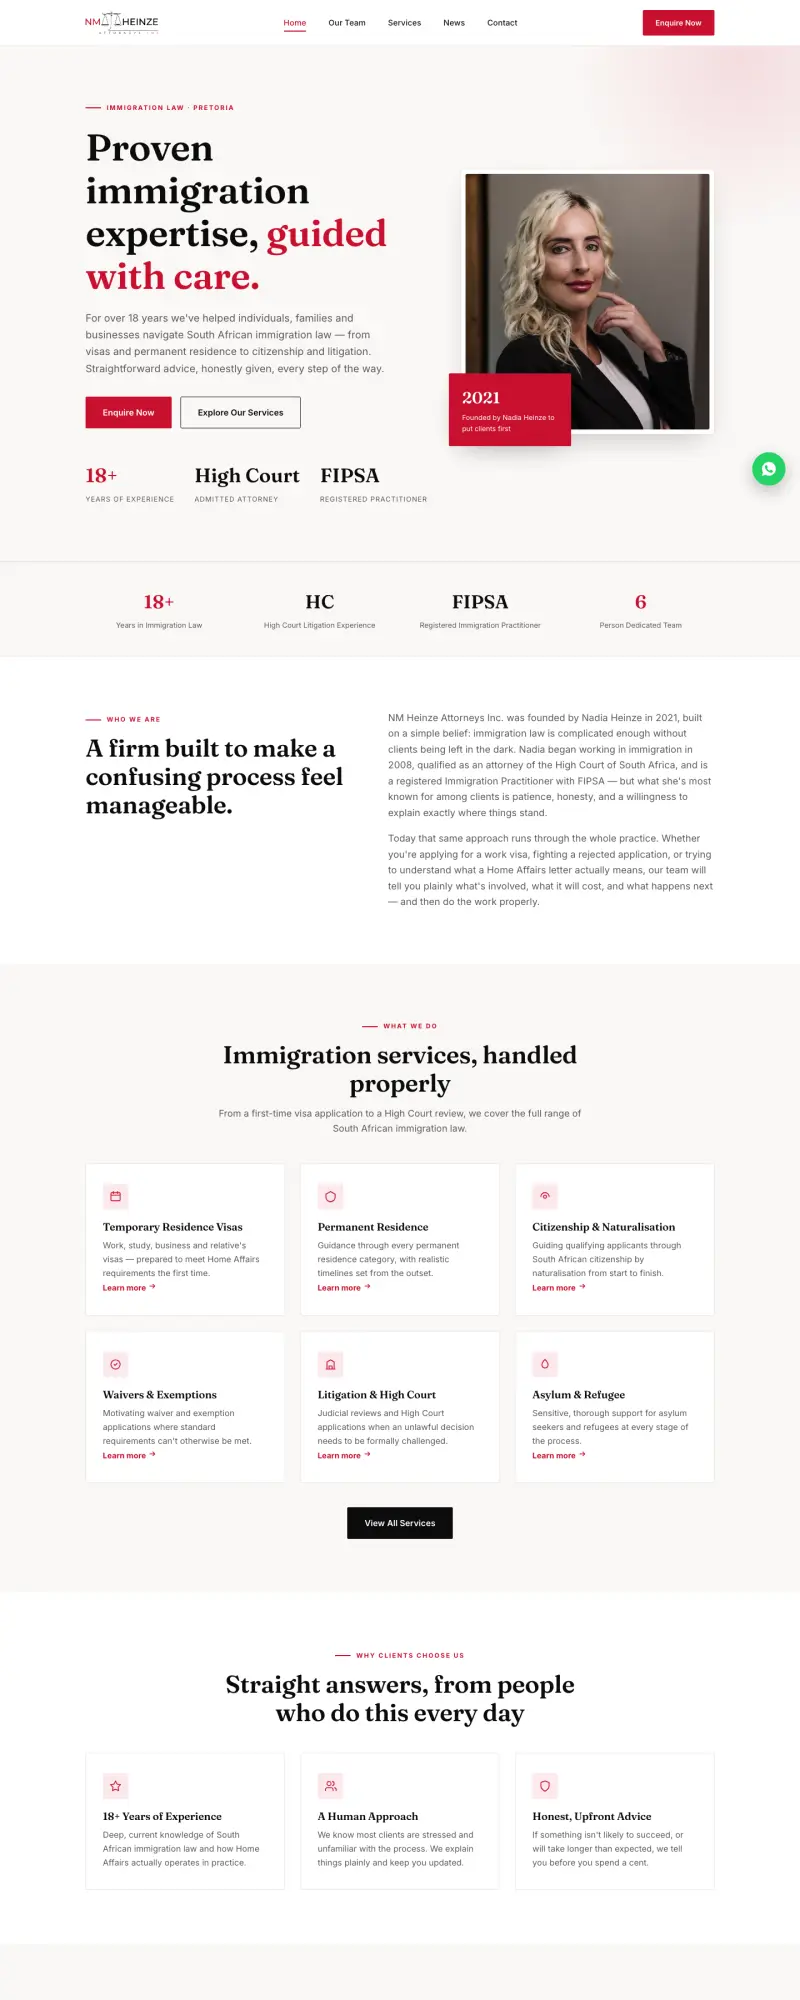 NM HEINZE
ATTORNEYS INC
Home
Our Team
Services
News
Contact
Enquire Now
IMMIGRATION LAW · PRETORIA
Proven
immigration
expertise, guided
with care.
For over 18 years we've helped individuals, families and
businesses navigate South African immigration law — from
visas and permanent residence to citizenship and litigation.
Straightforward advice, honestly given, every step of the way.
Enquire Now
Explore Our Services
2021
Founded by Nadia Heinze to
put clients first
18+
YEARS OF EXPERIENCE
High Court
ADMITTED ATTORNEY
FIPSA
REGISTERED PRACTITIONER
18+
Years in Immigration Law
HC
High Court Litigation Experience
FIPSA
Registered Immigration Practitioner
6
Person Dedicated Team
WHO WE ARE
A firm built to make a
confusing process feel
manageable.
NM Heinze Attorneys Inc. was founded by Nadia Heinze in 2021, built
on a simple belief: immigration law is complicated enough without
clients being left in the dark. Nadia began working in immigration in
2008, qualified as an attorney of the High Court of South Africa, and is
a registered Immigration Practitioner with FIPSA — but what she's most
known for among clients is patience, honesty, and a willingness to
explain exactly where things stand.
Today that same approach runs through the whole practice. Whether
you're applying for a work visa, fighting a rejected application, or trying
to understand what a Home Affairs letter actually means, our team will
tell you plainly what's involved, what it will cost, and what happens next
— and then do the work properly.
WHAT WE DO
Immigration services, handled
properly
From a first-time visa application to a High Court review, we cover the full range of
South African immigration law.
Temporary Residence Visas
Work, study, business and relative's
visas — prepared to meet Home Affairs
requirements the first time.
Learn more →
Permanent Residence
Guidance through every permanent
residence category, with realistic
timelines set from the outset.
Learn more →
Citizenship & Naturalisation
Guiding qualifying applicants through
South African citizenship by
naturalisation from start to finish.
Learn more →
Waivers & Exemptions
Motivating waiver and exemption
applications where standard
requirements can't otherwise be met.
Learn more →
Litigation & High Court
Judicial reviews and High Court
applications when an unlawful decision
needs to be formally challenged.
Learn more →
Asylum & Refugee
Sensitive, thorough support for asylum
seekers and refugees at every stage of
the process.
Learn more →
View All Services
WHY CLIENTS CHOOSE US
Straight answers, from people
who do this every day
18+ Years of Experience
Deep, current knowledge of South
African immigration law and how Home
Affairs actually operates in practice.
A Human Approach
We know most clients are stressed and
unfamiliar with the process. We explain
things plainly and keep you updated.
Honest, Upfront Advice
If something isn't likely to succeed, or
will take longer than expected, we tell
you before you spend a cent.